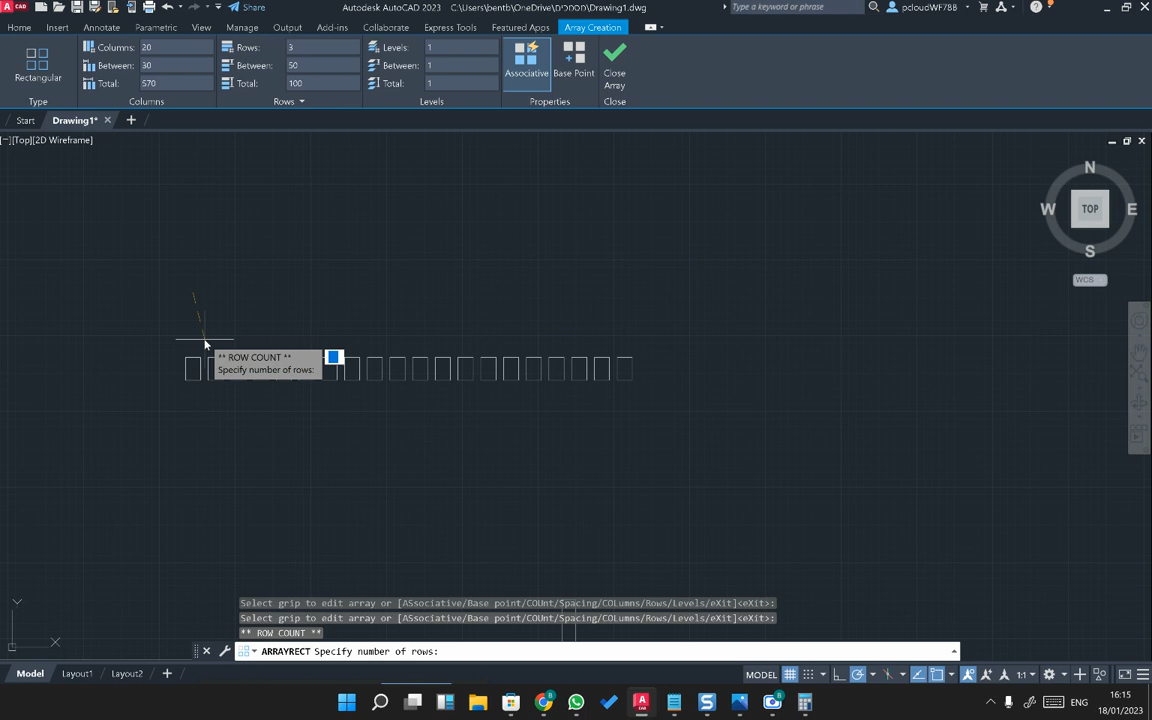 CAD
Share
Autodesk AutoCAD 2023 C:\Users\bentb\OneDrive\מסמכים\Drawing1.dwg
Type a keyword or phrase
pcloudWF78B
Home Insert Annotate Parametric View Manage Output Add-ins Collaborate Express Tools Featured Apps Array Creation
Rectangular
Columns: 20
Between: 30
Total: 570
Rows: 3
Between: 50
Total: 100
Levels: 1
Between: 1
Total: 1
Associative
Base Point
Close
Array
Type Columns Rows Levels Properties Close
Start Drawing1*
[−][Top][2D Wireframe]
N
W TOP E
S
WCS
** ROW COUNT **
Specify number of rows:
Y
X
Select grip to edit array or [ASsociative/Base point/COUnt/Spacing/COLumns/Rows/Levels/eXit]<eXit>:
Select grip to edit array or [ASsociative/Base point/COUnt/Spacing/COLumns/Rows/Levels/eXit]<eXit>:
** ROW COUNT **
ARRAYRECT Specify number of rows:
Model Layout1 Layout2
MODEL 1:1
ENG
16:15
18/01/2023